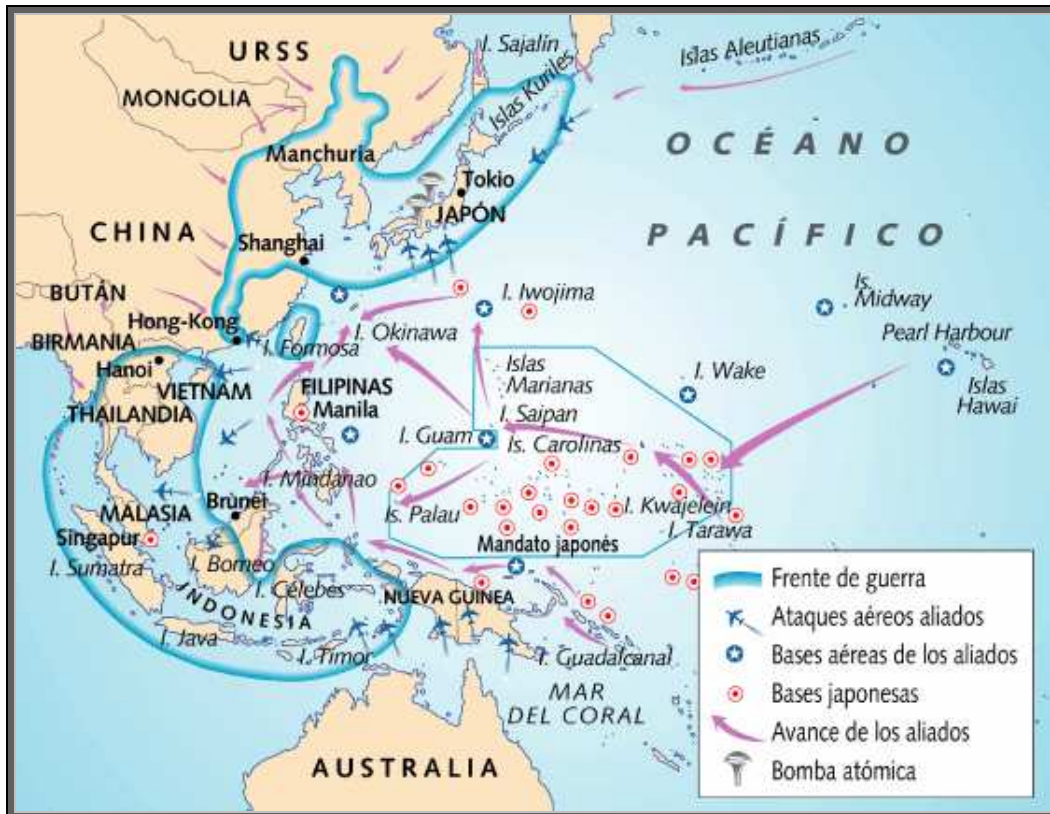 URSS
I. Sajalín
Islas Aleutianas
MONGOLIA
Islas Kuriles
OCÉANO
Manchuria
Tokio
JAPÓN
PACÍFICO
CHINA
Shanghai
BUTÁN
Is.
Midway
I. Iwojima
Hong-Kong
I. Okinawa
Pearl Harbour
BIRMANIA
I. Formosa
Hanoi
Islas
Marianas
I. Wake
Islas
Hawai
VIETNAM
FILIPINAS
THAILANDIA
Manila
I. Saipan
I. Guam
Is. Carolinas
I. Mindanao
Brunei
MALASIA
Is. Palau
I. Kwajelein
Singapur
I. Tarawa
Mandato japonés
I. Sumatra
I. Borneo
I. Célebes
NUEVA GUINEA
INDONESIA
I. Java
I. Timor
I. Guadalcanal
MAR
DEL CORAL
AUSTRALIA
Frente de guerra
Ataques aéreos aliados
Bases aéreas de los aliados
Bases japonesas
Avance de los aliados
Bomba atómica